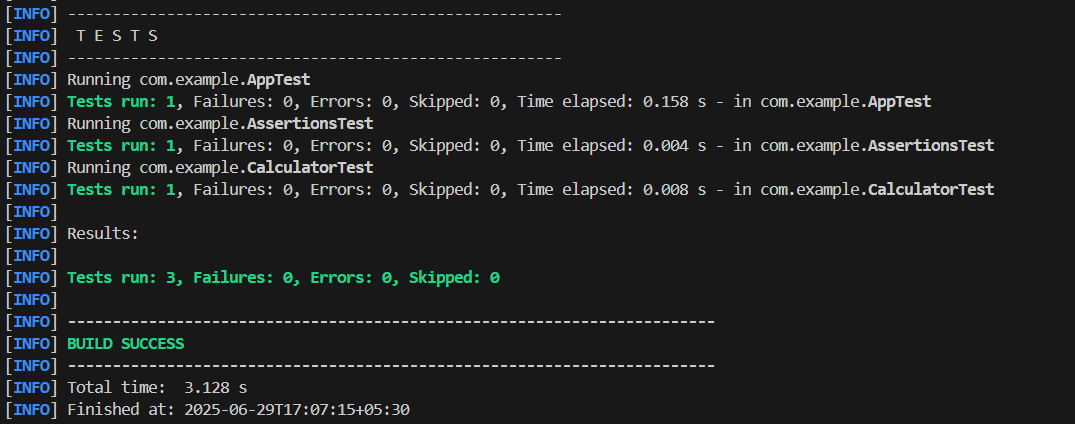 [INFO] -------------------------------------------------------
[INFO]  T E S T S
[INFO] -------------------------------------------------------
[INFO] Running com.example.AppTest
[INFO] Tests run: 1, Failures: 0, Errors: 0, Skipped: 0, Time elapsed: 0.158 s - in com.example.AppTest
[INFO] Running com.example.AssertionsTest
[INFO] Tests run: 1, Failures: 0, Errors: 0, Skipped: 0, Time elapsed: 0.004 s - in com.example.AssertionsTest
[INFO] Running com.example.CalculatorTest
[INFO] Tests run: 1, Failures: 0, Errors: 0, Skipped: 0, Time elapsed: 0.008 s - in com.example.CalculatorTest
[INFO]
[INFO] Results:
[INFO]
[INFO] Tests run: 3, Failures: 0, Errors: 0, Skipped: 0
[INFO]
[INFO] ------------------------------------------------------------------------
[INFO] BUILD SUCCESS
[INFO] ------------------------------------------------------------------------
[INFO] Total time:  3.128 s
[INFO] Finished at: 2025-06-29T17:07:15+05:30